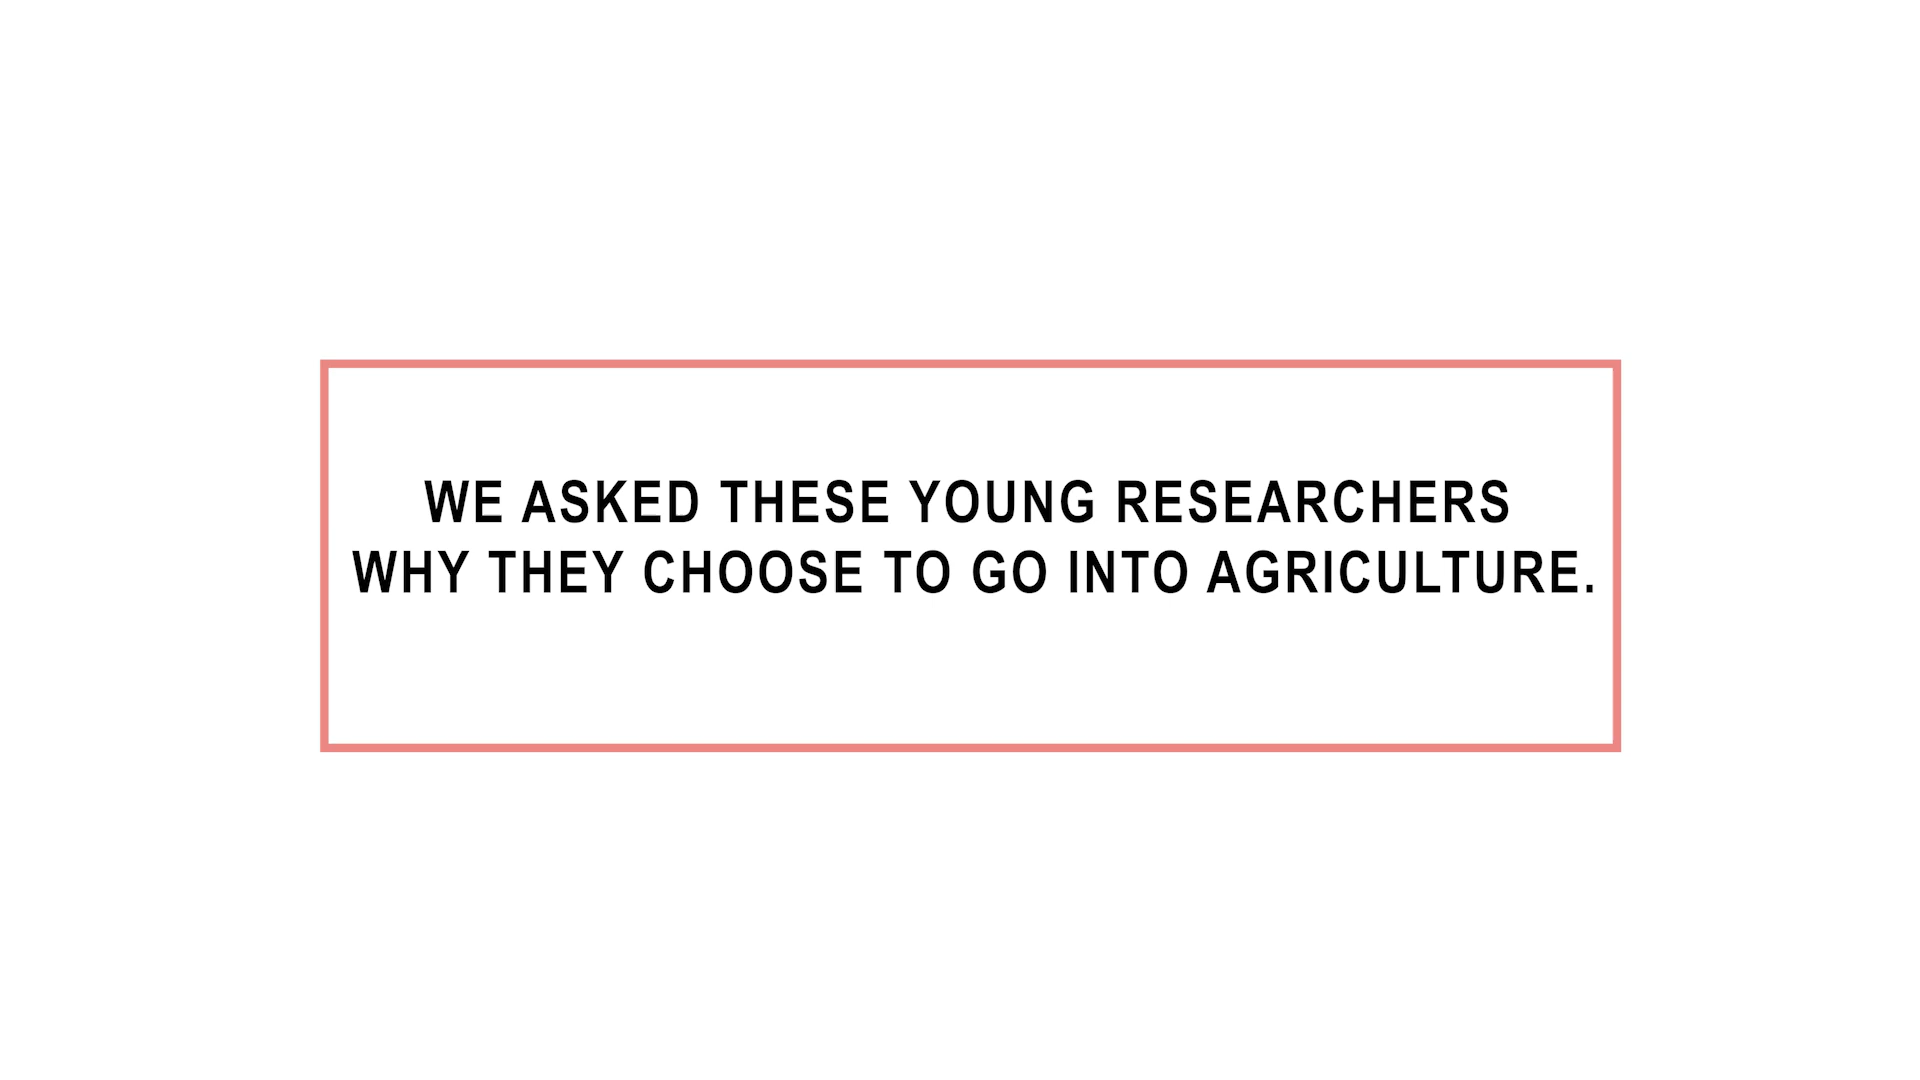 WE ASKED THESE YOUNG RESEARCHERS
WHY THEY CHOOSE TO GO INTO AGRICULTURE.